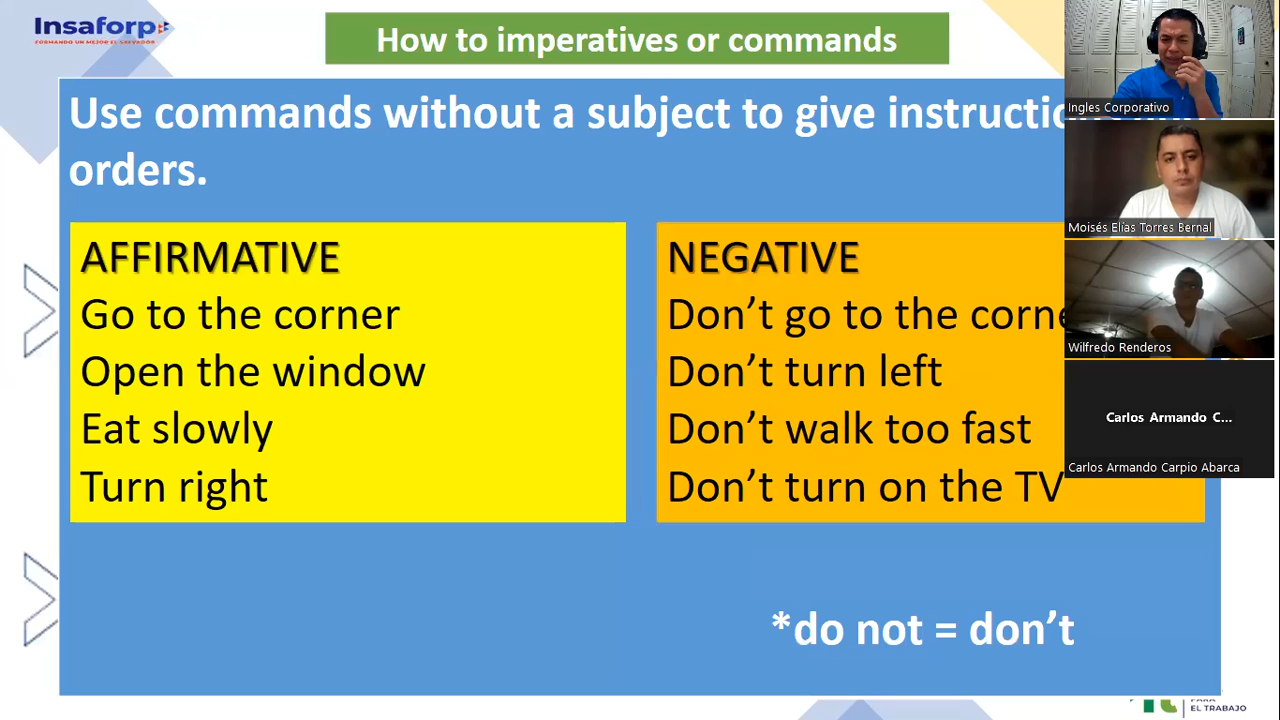 Insaforp
FORMANDO UN MEJOR EL SALVADOR
How to imperatives or commands
Use commands without a subject to give
orders.
AFFIRMATIVE
Go to the corner
Open the window
Eat slowly
Turn right
NEGATIVE
Don’t go to the
Don’t turn left
Don’t walk too fast
Don’t turn on the TV
*do not = don’t
Ingles Corporativo
Moisés Elias Torres Bernal
Wilfredo Renderos
Carlos Armando C...
Carlos Armando Carpio Abarca
EL TRABAJO